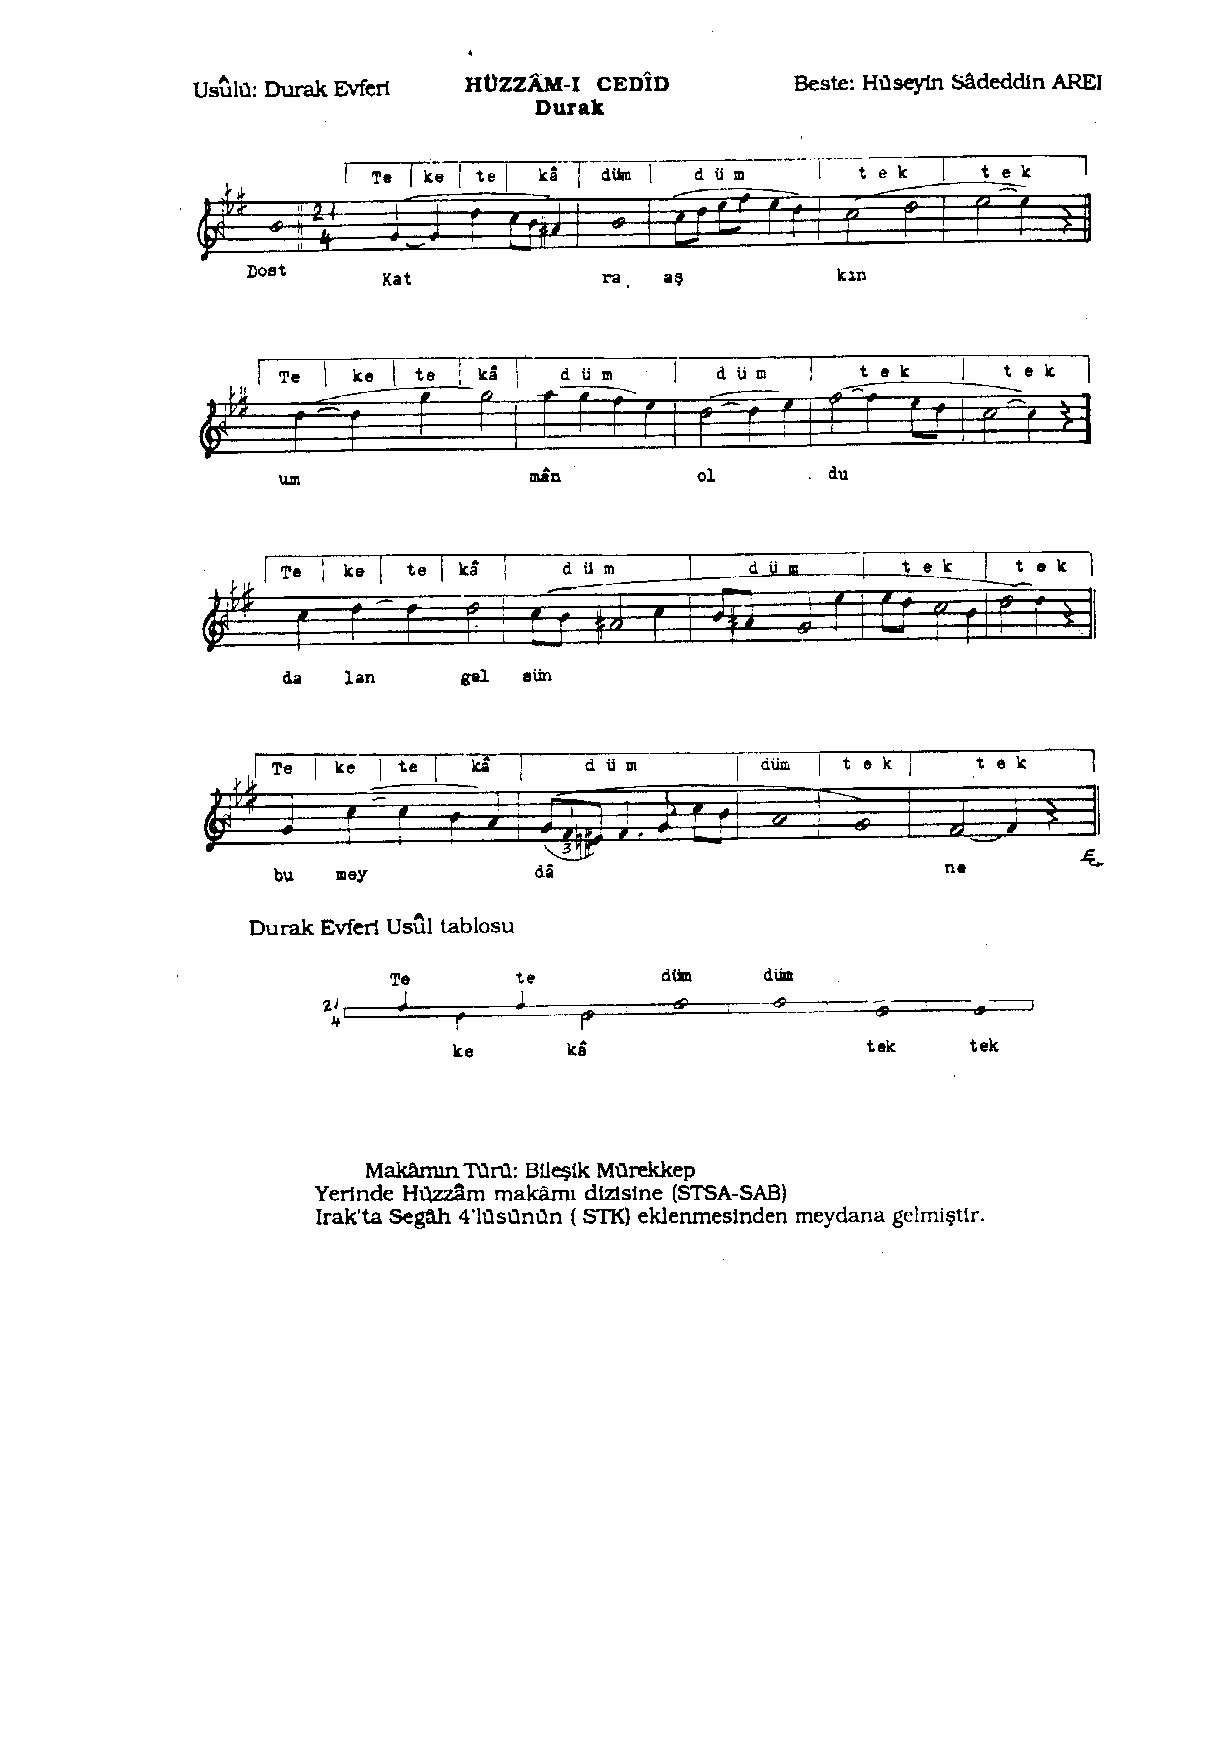 Usûlü: Durak Evferi HÜZZÂM-I CEDÎD Beste: Hüseyin Sâdeddin AREI
Durak
Te ke te kâ düm düm tek tek
21
4
Dost Kat ra aş kın
Te ke te kâ düm düm tek tek
um mân ol du
Te ke te kâ düm düm tek tek
da lan gel sün
Te ke te kâ düm düm tek tek
3
bu mey dâ ne
Durak Evferi Usûl tablosu
Te te düm düm
21
4
ke kâ tek tek
Makâmın Türü: Bileşik Mürekkep
Yerinde Hüzzâm makâmı dizisine (STSA-SAB)
Irak'ta Segâh 4'lüsünün ( STK) eklenmesinden meydana gelmiştir.